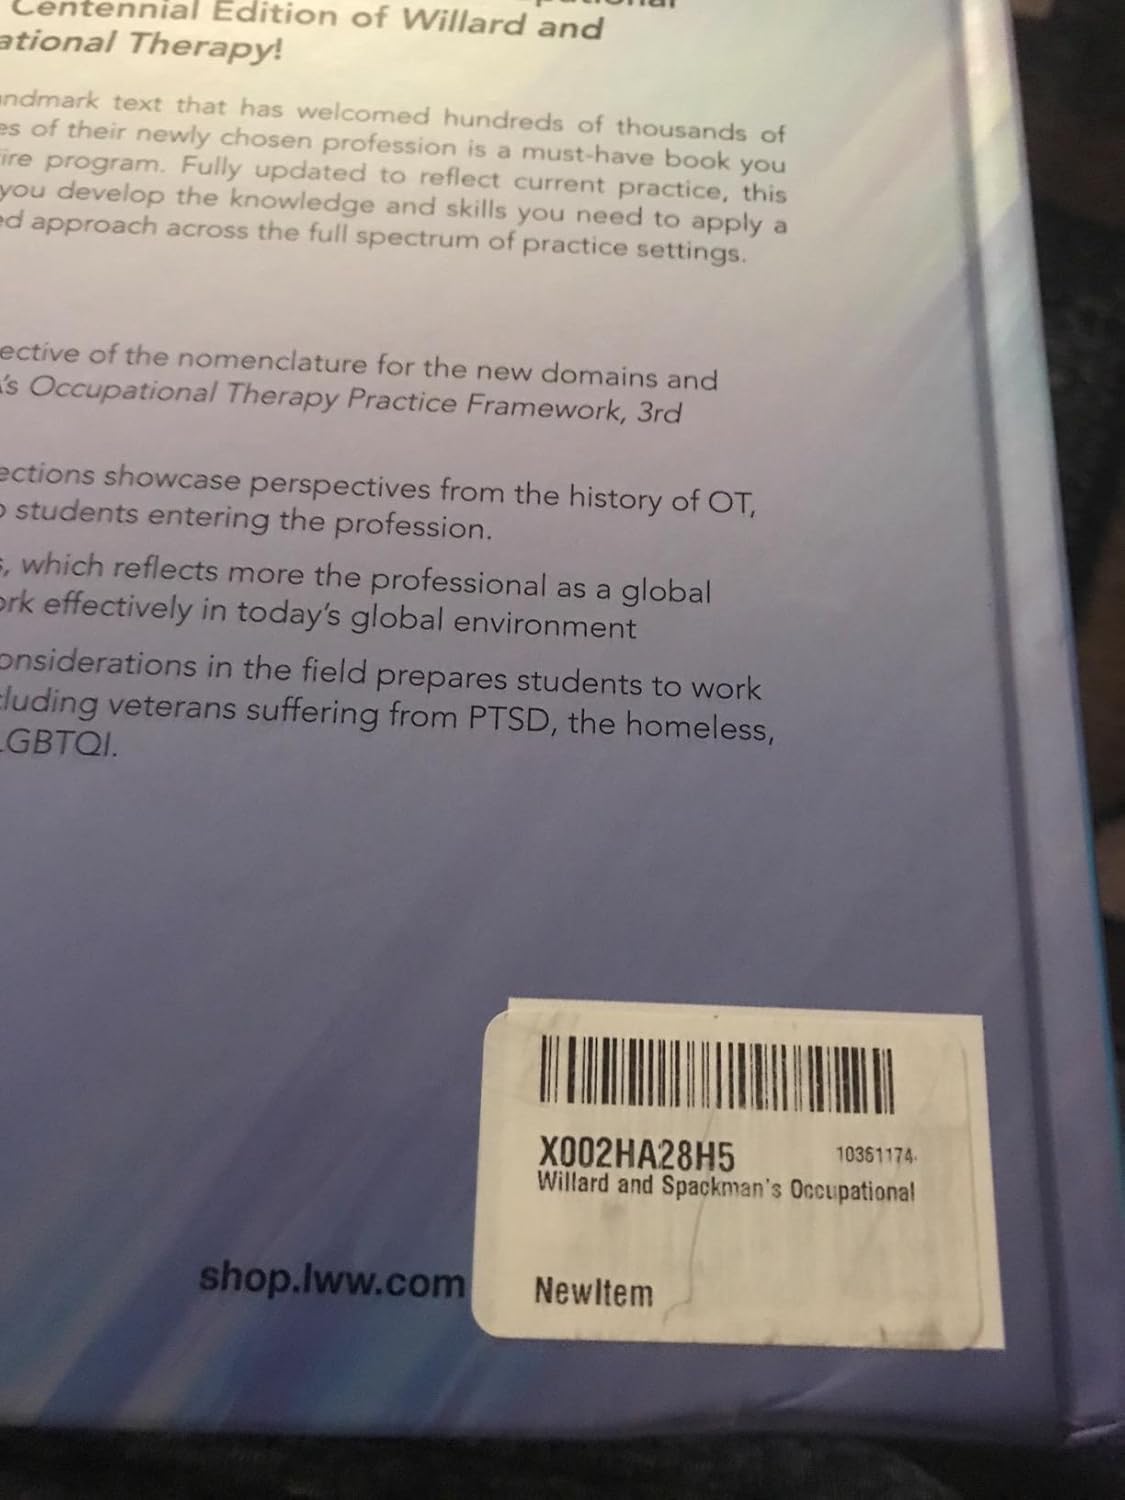 Centennial Edition of Willard and
ational Therapy!
ndmark text that has welcomed hundreds of thousands of
es of their newly chosen profession is a must-have book you
ire program. Fully updated to reflect current practice, this
you develop the knowledge and skills you need to apply a
ed approach across the full spectrum of practice settings.
ective of the nomenclature for the new domains and
's Occupational Therapy Practice Framework, 3rd
ections showcase perspectives from the history of OT,
o students entering the profession.
s, which reflects more the professional as a global
ork effectively in today's global environment
onsiderations in the field prepares students to work
cluding veterans suffering from PTSD, the homeless,
LGBTQI.
X002HA28H5 10361174
Willard and Spackman's Occupational
shop.lww.com
NewItem